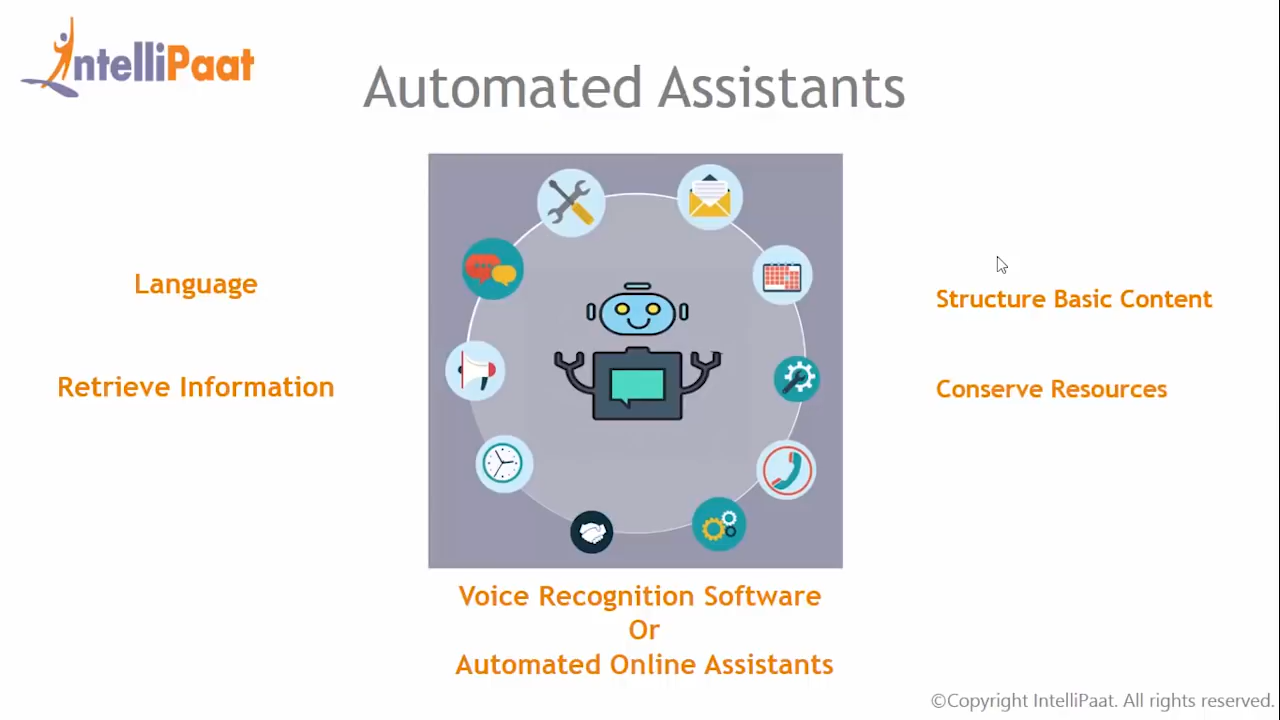 IntelliPaat
Automated Assistants
Language
Retrieve Information
Structure Basic Content
Conserve Resources
Voice Recognition Software
Or
Automated Online Assistants
©Copyright IntelliPaat. All rights reserved.